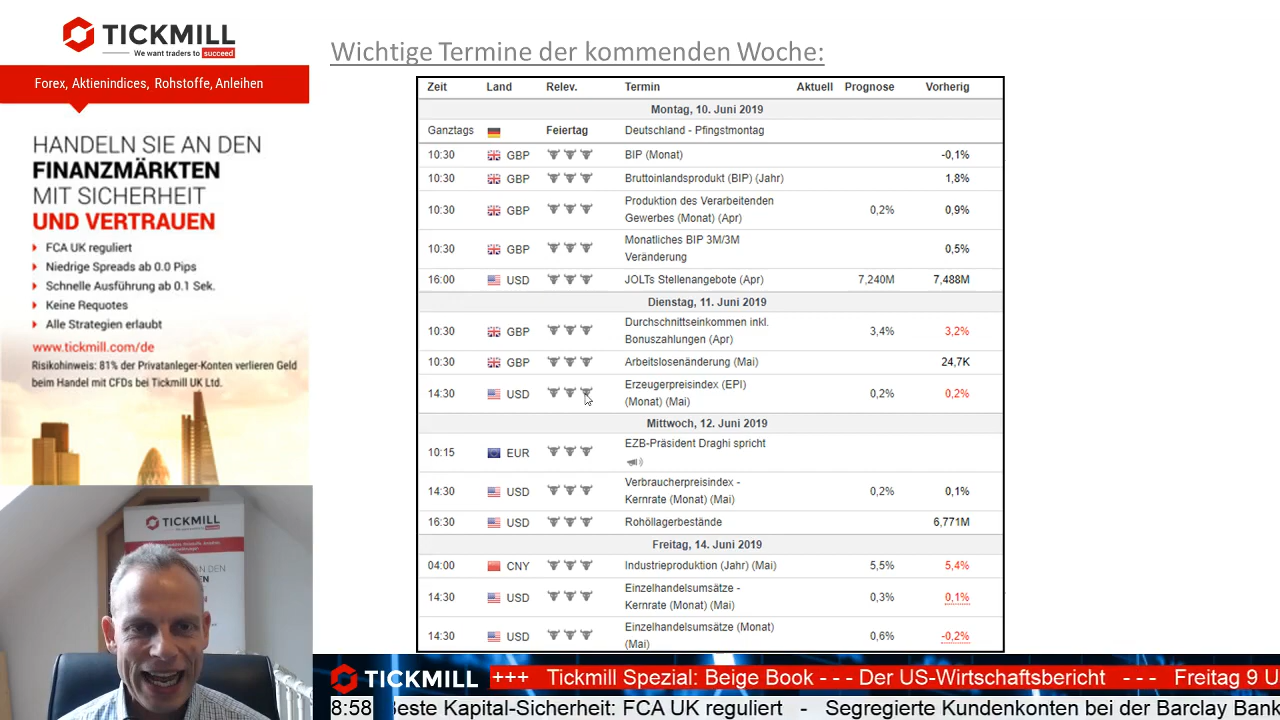 TICKMILL
We want traders to succeed
Forex, Aktienindices, Rohstoffe, Anleihen
HANDELN SIE AN DEN
FINANZMÄRKTEN
MIT SICHERHEIT
UND VERTRAUEN
FCA UK reguliert
Niedrige Spreads ab 0.0 Pips
Schnelle Ausführung ab 0.1 Sek.
Keine Requotes
Alle Strategien erlaubt
www.tickmill.com/de
Risikohinweis: 81% der Privatanleger-Konten verlieren Geld
beim Handel mit CFDs bei Tickmill UK Ltd.
TICKMILL
Wichtige Termine der kommenden Woche:
Zeit Land Relev. Termin Aktuell Prognose Vorherig
Montag, 10. Juni 2019
Ganztags Feiertag Deutschland - Pfingstmontag
10:30 GBP BIP (Monat) -0,1%
10:30 GBP Bruttoinlandsprodukt (BIP) (Jahr) 1,8%
10:30 GBP Produktion des Verarbeitenden
Gewerbes (Monat) (Apr) 0,2% 0,9%
10:30 GBP Monatliches BIP 3M/3M
Veränderung 0,5%
16:00 USD JOLTs Stellenangebote (Apr) 7,240M 7,488M
Dienstag, 11. Juni 2019
10:30 GBP Durchschnittseinkommen inkl.
Bonuszahlungen (Apr) 3,4% 3,2%
10:30 GBP Arbeitslosenänderung (Mai) 24,7K
14:30 USD Erzeugerpreisindex (EPI)
(Monat) (Mai) 0,2% 0,2%
Mittwoch, 12. Juni 2019
10:15 EUR EZB-Präsident Draghi spricht
14:30 USD Verbraucherpreisindex -
Kernrate (Monat) (Mai) 0,2% 0,1%
16:30 USD Rohöllagerbestände 6,771M
Freitag, 14. Juni 2019
04:00 CNY Industrieproduktion (Jahr) (Mai) 5,5% 5,4%
14:30 USD Einzelhandelsumsätze -
Kernrate (Monat) (Mai) 0,3% 0,1%
14:30 USD Einzelhandelsumsätze (Monat)
(Mai) 0,6% -0,2%
TICKMILL +++ Tickmill Spezial: Beige Book - - - Der US-Wirtschaftsbericht - - - Freitag 9 U
8:58 Beste Kapital-Sicherheit: FCA UK reguliert - Segregierte Kundenkonten bei der Barclay Bank